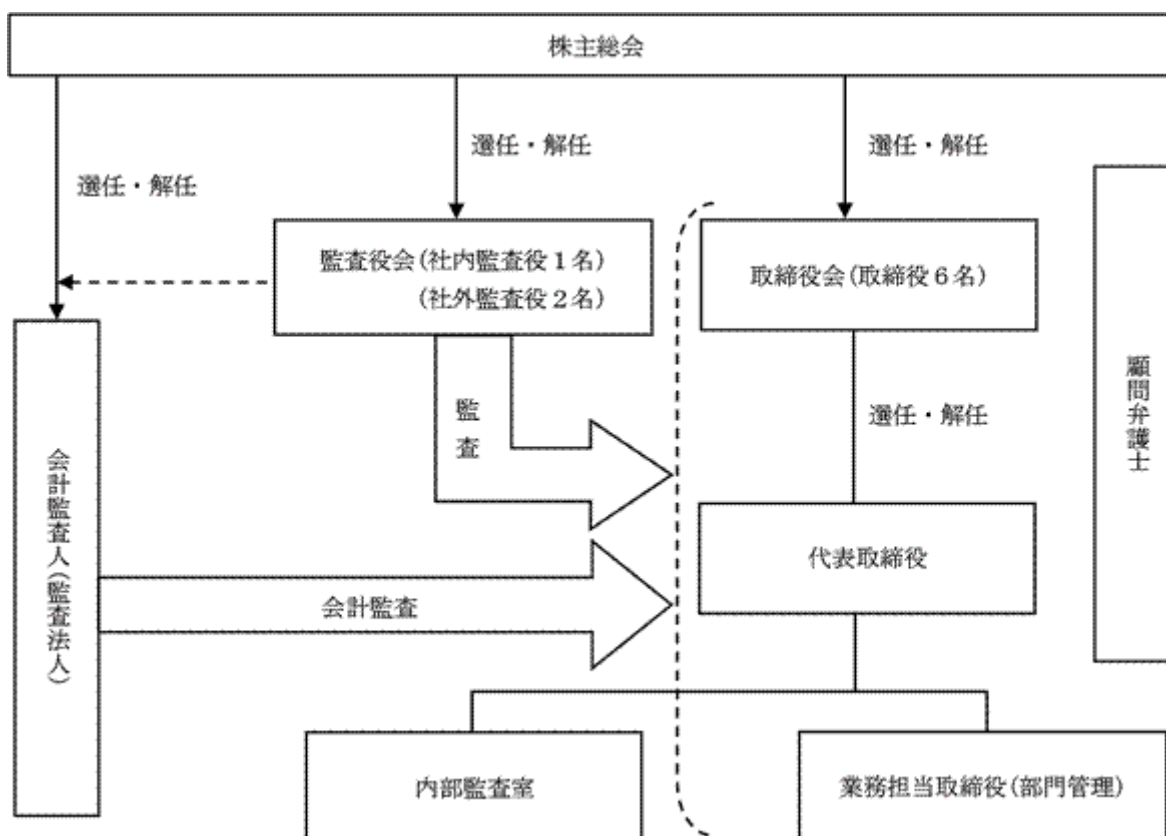 株主総会
選任・解任
選任・解任
選任・解任
監査役会(社内監査役1名)
(社外監査役2名)
取締役会(取締役6名)
顧問弁護士
監査
選任・解任
会計監査人(監査法人)
代表取締役
会計監査
内部監査室
業務担当取締役(部門管理)